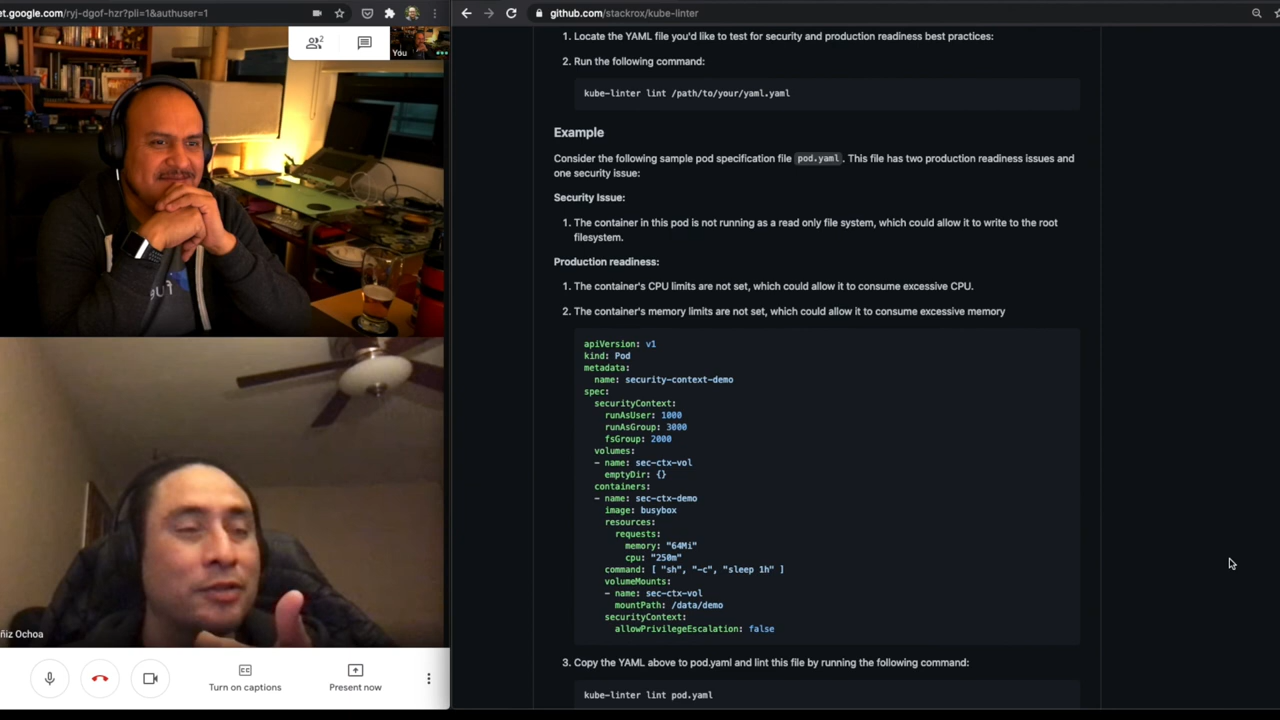 et.google.com/ryj-dgof-hzr?pli=1&authuser=1
2
You
ñiz Ochoa
Turn on captions
Present now
github.com/stackrox/kube-linter
1. Locate the YAML file you'd like to test for security and production readiness best practices:
2. Run the following command:
kube-linter lint /path/to/your/yaml.yaml
Example
Consider the following sample pod specification file pod.yaml. This file has two production readiness issues and
one security issue:
Security Issue:
1. The container in this pod is not running as a read only file system, which could allow it to write to the root
filesystem.
Production readiness:
1. The container's CPU limits are not set, which could allow it to consume excessive CPU.
2. The container's memory limits are not set, which could allow it to consume excessive memory
apiVersion: v1
kind: Pod
metadata:
  name: security-context-demo
spec:
  securityContext:
    runAsUser: 1000
    runAsGroup: 3000
    fsGroup: 2000
  volumes:
  - name: sec-ctx-vol
    emptyDir: {}
  containers:
  - name: sec-ctx-demo
    image: busybox
    resources:
      requests:
        memory: "64Mi"
        cpu: "250m"
    command: [ "sh", "-c", "sleep 1h" ]
    volumeMounts:
    - name: sec-ctx-vol
      mountPath: /data/demo
    securityContext:
      allowPrivilegeEscalation: false
3. Copy the YAML above to pod.yaml and lint this file by running the following command:
kube-linter lint pod.yaml